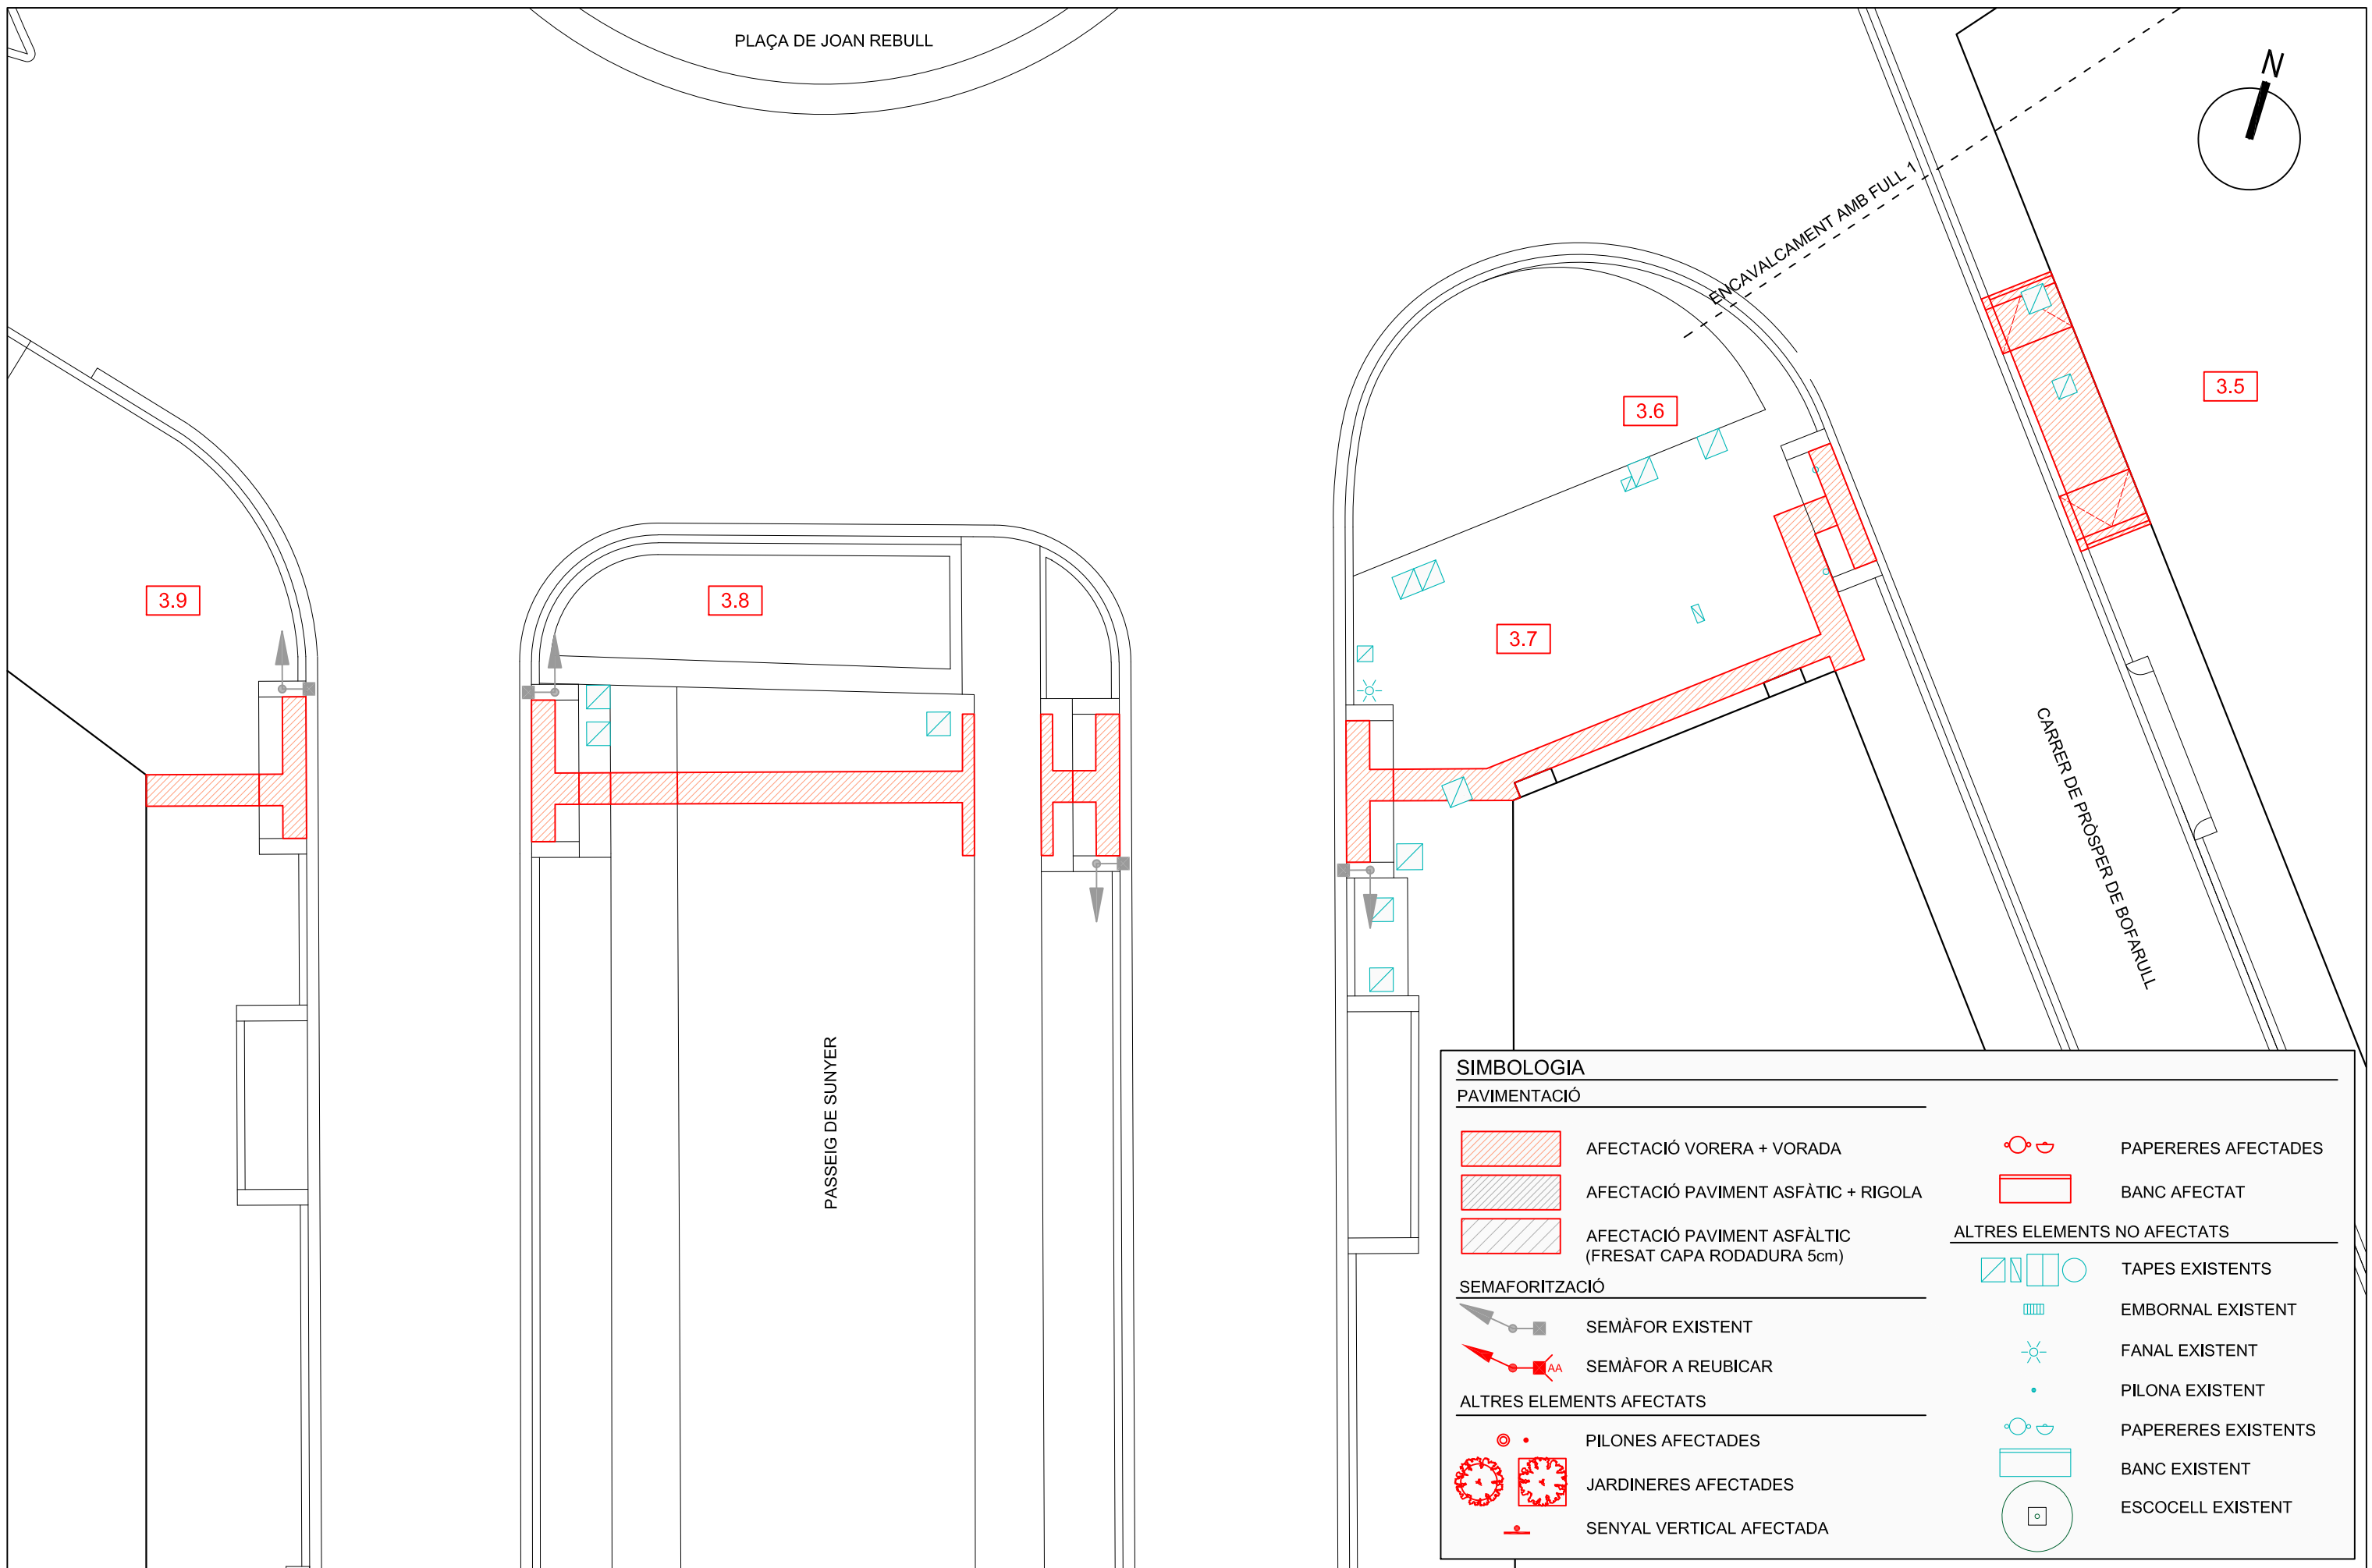 PLAÇA DE JOAN REBULL
N
ENCAVALCAMENT AMB FULL 1
3.5
3.6
3.9
3.8
3.7
CARRER DE PRÒSPER DE BOFARULL
PASSEIG DE SUNYER
SIMBOLOGIA
PAVIMENTACIÓ
AFECTACIÓ VORERA + VORADA
AFECTACIÓ PAVIMENT ASFÀTIC + RIGOLA
AFECTACIÓ PAVIMENT ASFÀLTIC
(FRESAT CAPA RODADURA 5cm)
SEMAFORITZACIÓ
SEMÀFOR EXISTENT
AA
SEMÀFOR A REUBICAR
ALTRES ELEMENTS AFECTATS
PILONES AFECTADES
JARDINERES AFECTADES
SENYAL VERTICAL AFECTADA
PAPERERES AFECTADES
BANC AFECTAT
ALTRES ELEMENTS NO AFECTATS
TAPES EXISTENTS
EMBORNAL EXISTENT
FANAL EXISTENT
PILONA EXISTENT
PAPERERES EXISTENTS
BANC EXISTENT
ESCOCELL EXISTENT